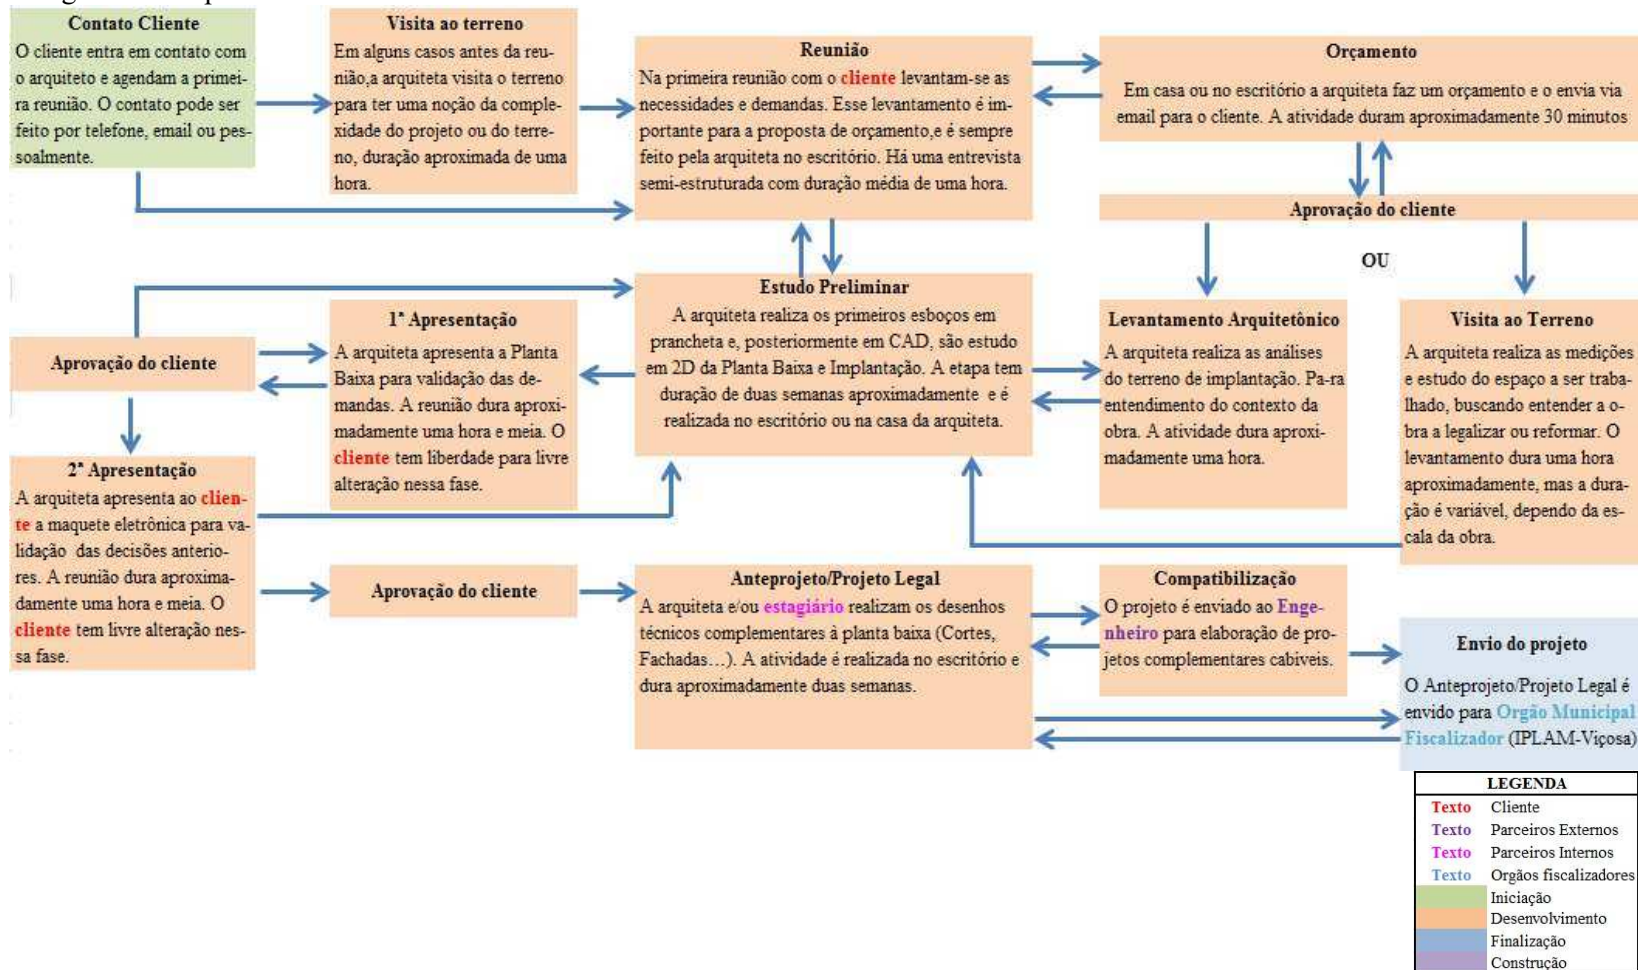 Contato Cliente
O cliente entra em contato com
o arquiteto e agendam a primei-
ra reunião. O contato pode ser
feito por telefone, email ou pes-
soalmente.
Visita ao terreno
Em alguns casos antes da reu-
nião,a arquiteta visita o terreno
para ter uma noção da comple-
xidade do projeto ou do terre-
no, duração aproximada de uma
hora.
Reunião
Na primeira reunião com o cliente levantam-se as
necessidades e demandas. Esse levantamento é im-
portante para a proposta de orçamento,e é sempre
feito pela arquiteta no escritório. Há uma entrevista
semi-estruturada com duração média de uma hora.
Orçamento
Em casa ou no escritório a arquiteta faz um orçamento e o envia via
email para o cliente. A atividade duram aproximadamente 30 minutos
Aprovação do cliente
OU
Aprovação do cliente
1ª Apresentação
A arquiteta apresenta a Planta
Baixa para validação das de-
mandas. A reunião dura aproxi-
madamente uma hora e meia. O
cliente tem liberdade para livre
alteração nessa fase.
Estudo Preliminar
A arquiteta realiza os primeiros esboços em
prancheta e, posteriormente em CAD, são estudo
em 2D da Planta Baixa e Implantação. A etapa tem
duração de duas semanas aproximadamente e é
realizada no escritório ou na casa da arquiteta.
Levantamento Arquitetônico
A arquiteta realiza as análises
do terreno de implantação. Pa-ra
entendimento do contexto da
obra. A atividade dura aproxi-
madamente uma hora.
Visita ao Terreno
A arquiteta realiza as medições
e estudo do espaço a ser traba-
lhado, buscando entender a o-
bra a legalizar ou reformar. O
levantamento dura uma hora
aproximadamente, mas a dura-
ção é variável, dependo da es-
cala da obra.
2ª Apresentação
A arquiteta apresenta ao clien-
te a maquete eletrônica para va-
lidação das decisões anterio-
res. A reunião dura aproxima-
damente uma hora e meia. O
cliente tem livre alteração nes-
sa fase.
Aprovação do cliente
Anteprojeto/Projeto Legal
A arquiteta e/ou estagiário realizam os desenhos
técnicos complementares à planta baixa (Cortes,
Fachadas…). A atividade é realizada no escritório e
dura aproximadamente duas semanas.
Compatibilização
O projeto é enviado ao Enge-
nheiro para elaboração de pro-
jetos complementares cabiveis.
Envio do projeto
O Anteprojeto/Projeto Legal é
envido para Orgão Municipal
Fiscalizador (IPLAM-Viçosa)
LEGENDA
Texto Cliente
Texto Parceiros Externos
Texto Parceiros Internos
Texto Orgãos fiscalizadores
Iniciação
Desenvolvimento
Finalização
Construção